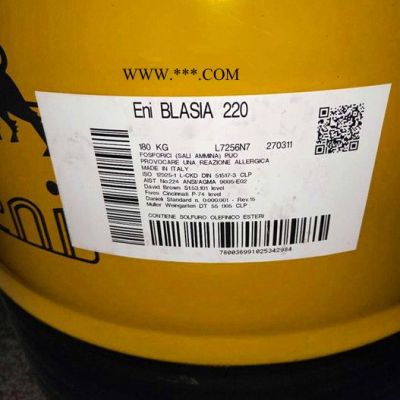 WWW.***.COM
Eni BLASIA 220
180 KG L7256N7 270311
FOSFORICI (SALI AMMINA) PUO
PROVOCARE UNA REAZIONE ALLERGICA
MADE IN ITALY
ISO 12925-1 L-CKD DIN 51517-3 CLP
AIST No.224 ANSI/AGMA 9005-E02
David Brown S1.53.101 level
Fives Cincinnati P-74 level
Danieli Standard n. 0.000.001 - Rev.15
Muller Weingarten DT 55 005 CLP
CONTIENE SOLFURO OLEFINICO ESTERI
780036991025342984
eni